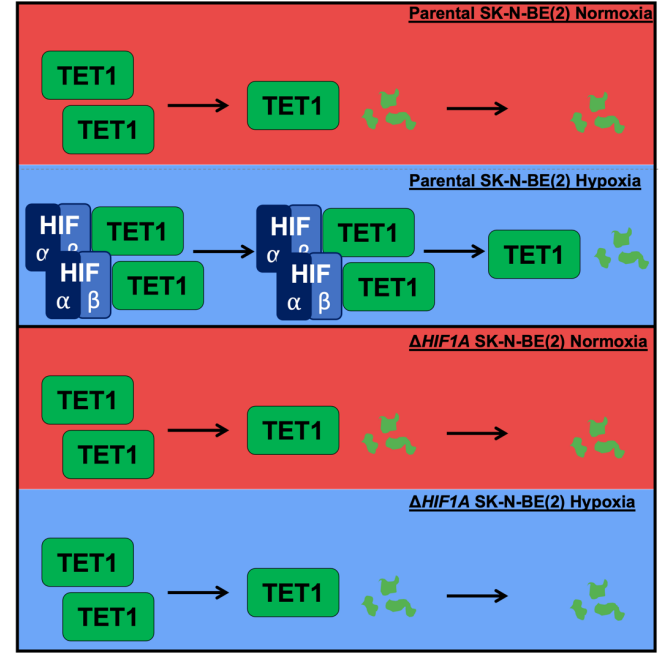 Parental SK-N-BE(2) Normoxia
TET1
TET1
TET1
Parental SK-N-BE(2) Hypoxia
HIF
α β
TET1
HIF
α β
TET1
HIF
α β
TET1
HIF
α β
TET1
TET1
ΔHIF1A SK-N-BE(2) Normoxia
TET1
TET1
TET1
ΔHIF1A SK-N-BE(2) Hypoxia
TET1
TET1
TET1